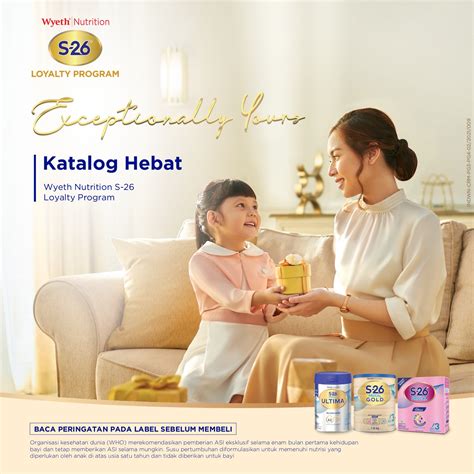 Wyeth® Nutrition
S-26
LOYALTY PROGRAM
Exceptionally Yours
Katalog Hebat
Wyeth Nutrition S-26
Loyalty Program
S-26
ULTIMA
S-26
GOLD
S-26
3
BACA PERINGATAN PADA LABEL SEBELUM MEMBELI
Organisasi kesehatan dunia (WHO) merekomendasikan pemberian ASI eksklusif selama enam bulan pertama kehidupan
bayi dan tetap memberikan ASI selama mungkin. Susu pertumbuhan diformulasikan untuk memenuhi nutrisi yang
diperlukan oleh anak di atas usia satu tahun dan tidak diberikan untuk bayi